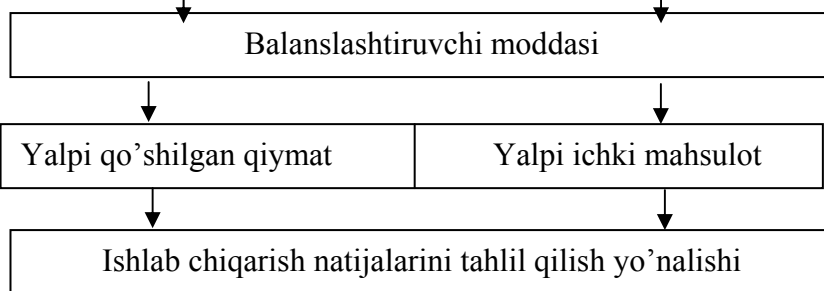 Balanslashtiruvchi moddasi
Yalpi qo’shilgan qiymat
Yalpi ichki mahsulot
Ishlab chiqarish natijalarini tahlil qilish yo’nalishi